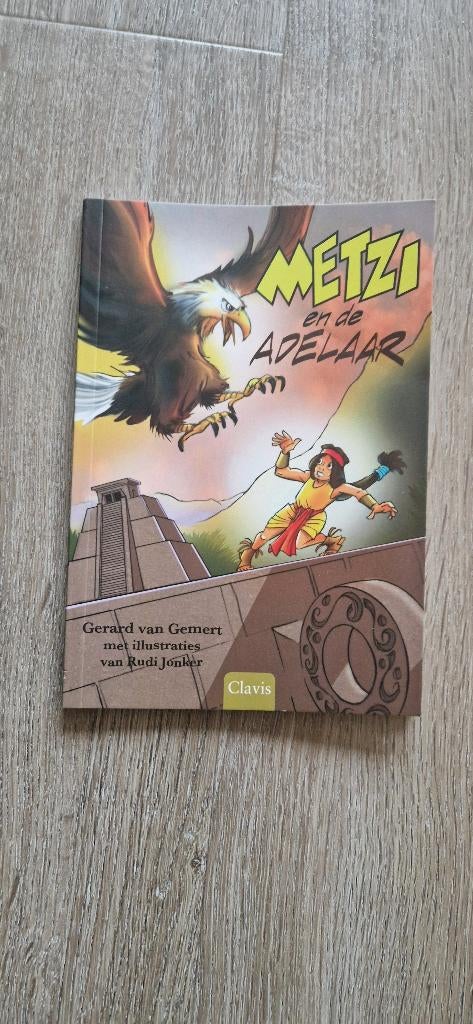 METZI
en de
ADELAAR
Gerard van Gemert
met illustraties
van Rudi Jonker
Clavis